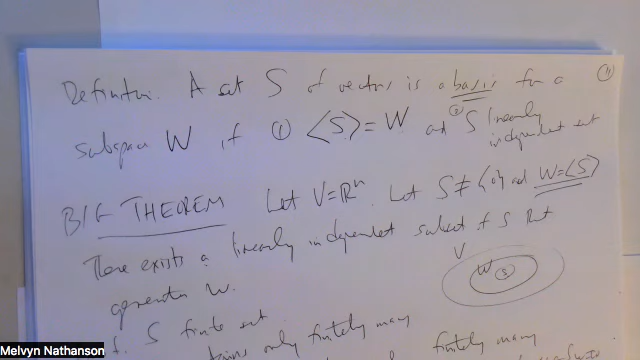 Definition. A set S of vectors is a basis for a (4)
subspace W if ① <S> = W and ② S linearly
independent set
BIG THEOREM Let V = ℝⁿ. Let S ≠ {0} and W = <S>
There exists a linearly independent subset of S that
generates W.
V
W S
f. S finite set
only finitely many
finitely many
Melvyn Nathanson